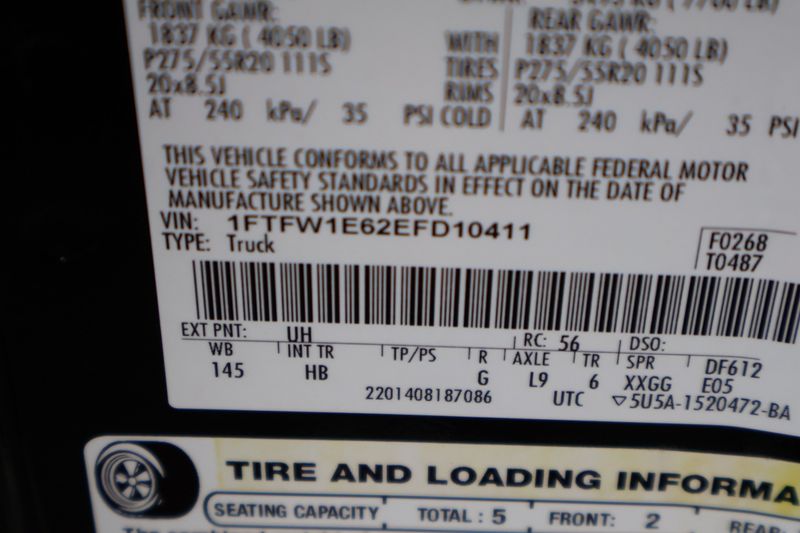 FRONT GAWR: REAR GAWR:
1837 KG ( 4050 LB) WITH 1837 KG ( 4050 LB)
P275/55R20 111S TIRES P275/55R20 111S
20x8.5J RIMS 20x8.5J
AT 240 kPa/ 35 PSI COLD AT 240 kPa/ 35 PSI
THIS VEHICLE CONFORMS TO ALL APPLICABLE FEDERAL MOTOR
VEHICLE SAFETY STANDARDS IN EFFECT ON THE DATE OF
MANUFACTURE SHOWN ABOVE.
VIN: 1FTFW1E62EFD10411
TYPE: Truck
F0268
T0487
EXT PNT: UH RC: 56 DSO:
WB INT TR TP/PS R AXLE TR SPR DF612
145 HB G L9 6 XXGG E05
2201408187086 UTC ▽5U5A-1520472-BA
TIRE AND LOADING INFORMA
SEATING CAPACITY TOTAL : 5 FRONT: 2 REAR: